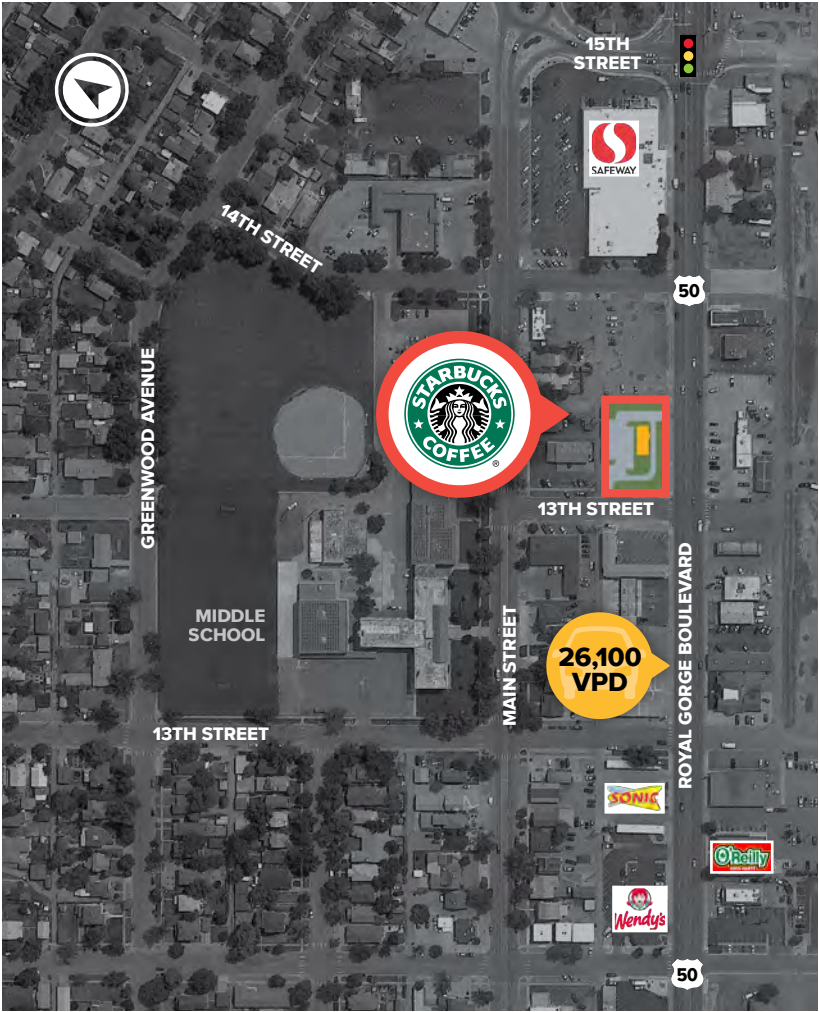 15TH
STREET
SAFEWAY
14TH STREET
50
STARBUCKS
COFFEE
®
GREENWOOD AVENUE
13TH STREET
MIDDLE
SCHOOL
MAIN STREET
26,100
VPD
ROYAL GORGE BOULEVARD
13TH STREET
SONIC
O'Reilly
Wendy's
50